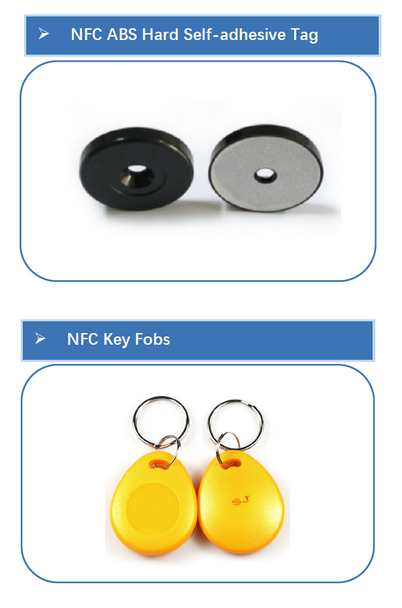 NFC ABS Hard Self-adhesive Tag
NFC Key Fobs
SJ